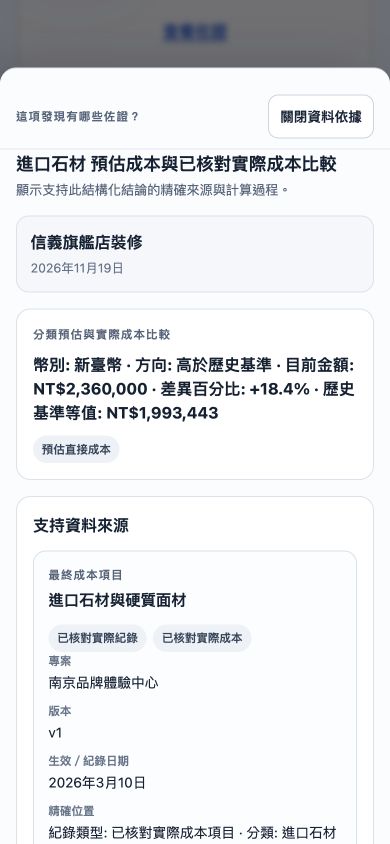 這項發現有哪些佐證？
關閉資料依據
進口石材 預估成本與已核對實際成本比較
顯示支持此結構化結論的精確來源與計算過程。
信義旗艦店裝修
2026年11月19日
分類預估與實際成本比較
幣別: 新臺幣 · 方向: 高於歷史基準 · 目前金額:
NT$2,360,000 · 差異百分比: +18.4% · 歷史
基準等值: NT$1,993,443
預估直接成本
支持資料來源
最終成本項目
進口石材與硬質面材
已核對實際紀錄 已核對實際成本
專案
南京品牌體驗中心
版本
v1
生效 / 紀錄日期
2026年3月10日
精確位置
紀錄類型: 已核對實際成本項目 · 分類: 進口石材